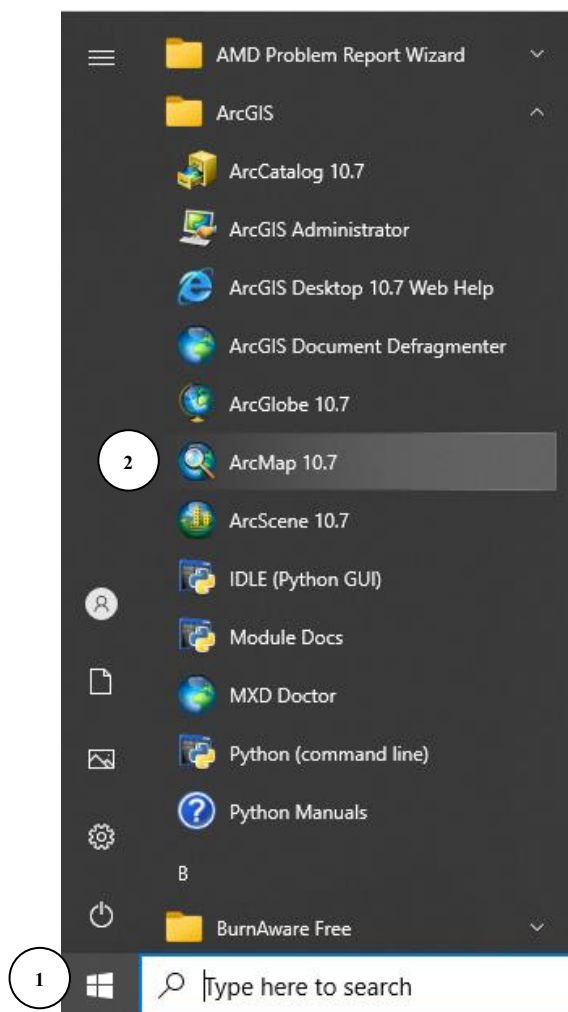 AMD Problem Report Wizard
ArcGIS
ArcCatalog 10.7
ArcGIS Administrator
ArcGIS Desktop 10.7 Web Help
ArcGIS Document Defragmenter
ArcGlobe 10.7
2 ArcMap 10.7
ArcScene 10.7
IDLE (Python GUI)
Module Docs
MXD Doctor
Python (command line)
Python Manuals
B
BurnAware Free
1 Type here to search